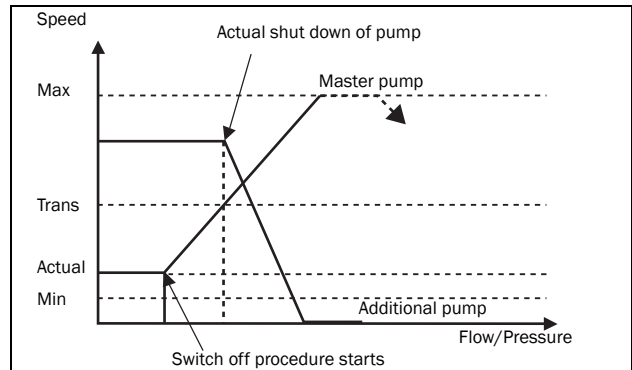 Speed
Actual shut down of pump
Master pump
Max
Trans
Actual
Min
Additional pump
Flow/Pressure
Switch off procedure starts